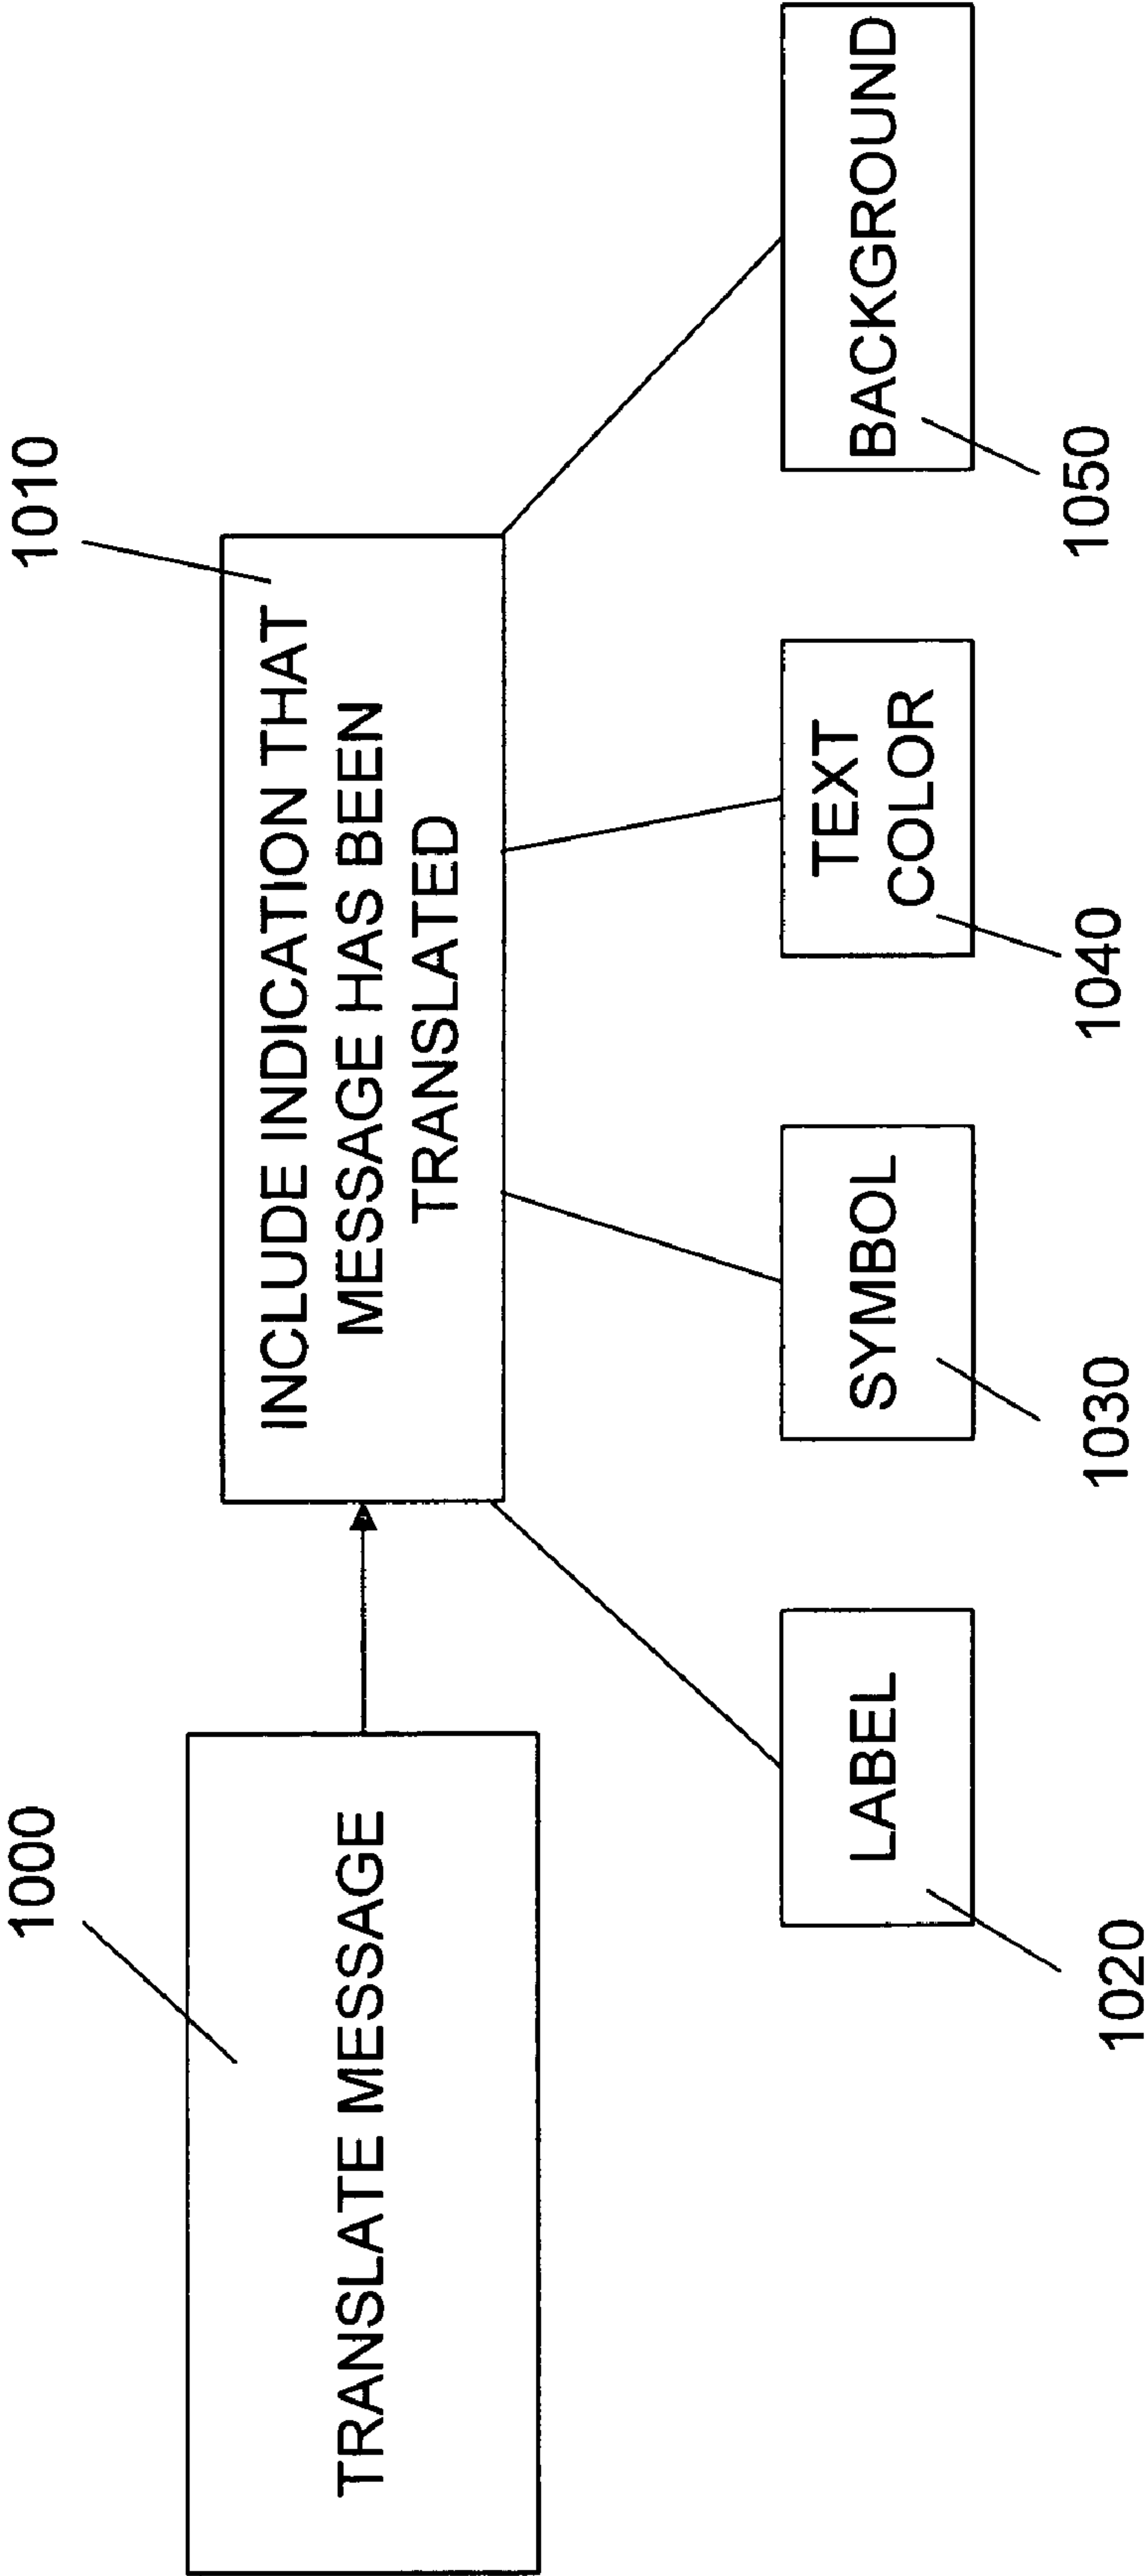 1000
TRANSLATE MESSAGE
1010
INCLUDE INDICATION THAT
MESSAGE HAS BEEN
TRANSLATED
LABEL
1020
SYMBOL
1030
TEXT
COLOR
1040
BACKGROUND
1050